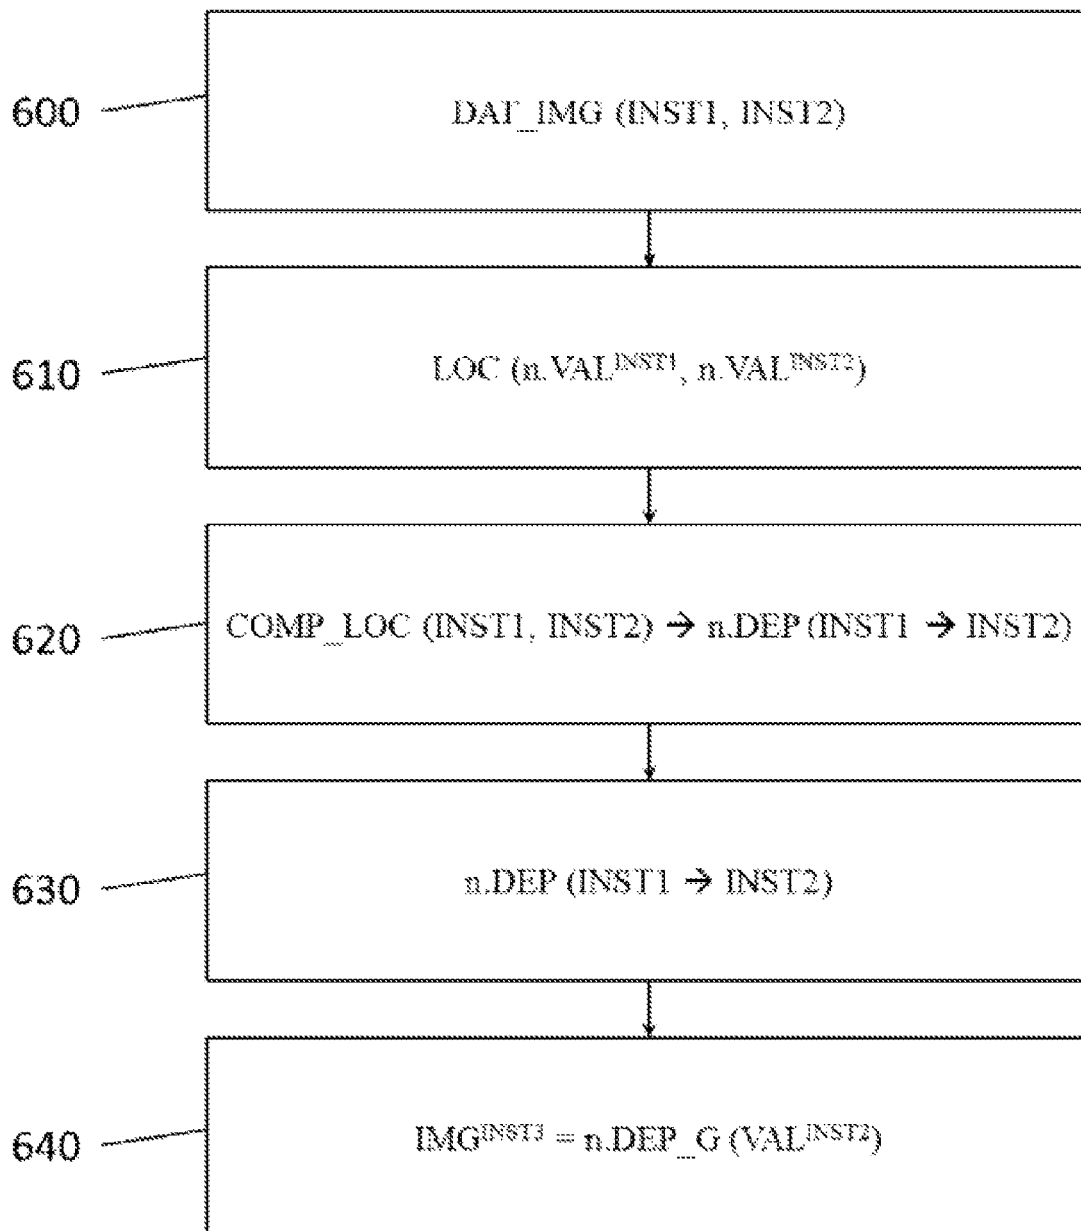 600 DAT_IMG (INST1, INST2)
610 LOC (n.VAL^INST1, n.VAL^INST2)
620 COMP_LOC (INST1, INST2) → n.DEP (INST1 → INST2)
630 n.DEP (INST1 → INST2)
640 IMG^INST3 = n.DEP_G (VAL^INST2)